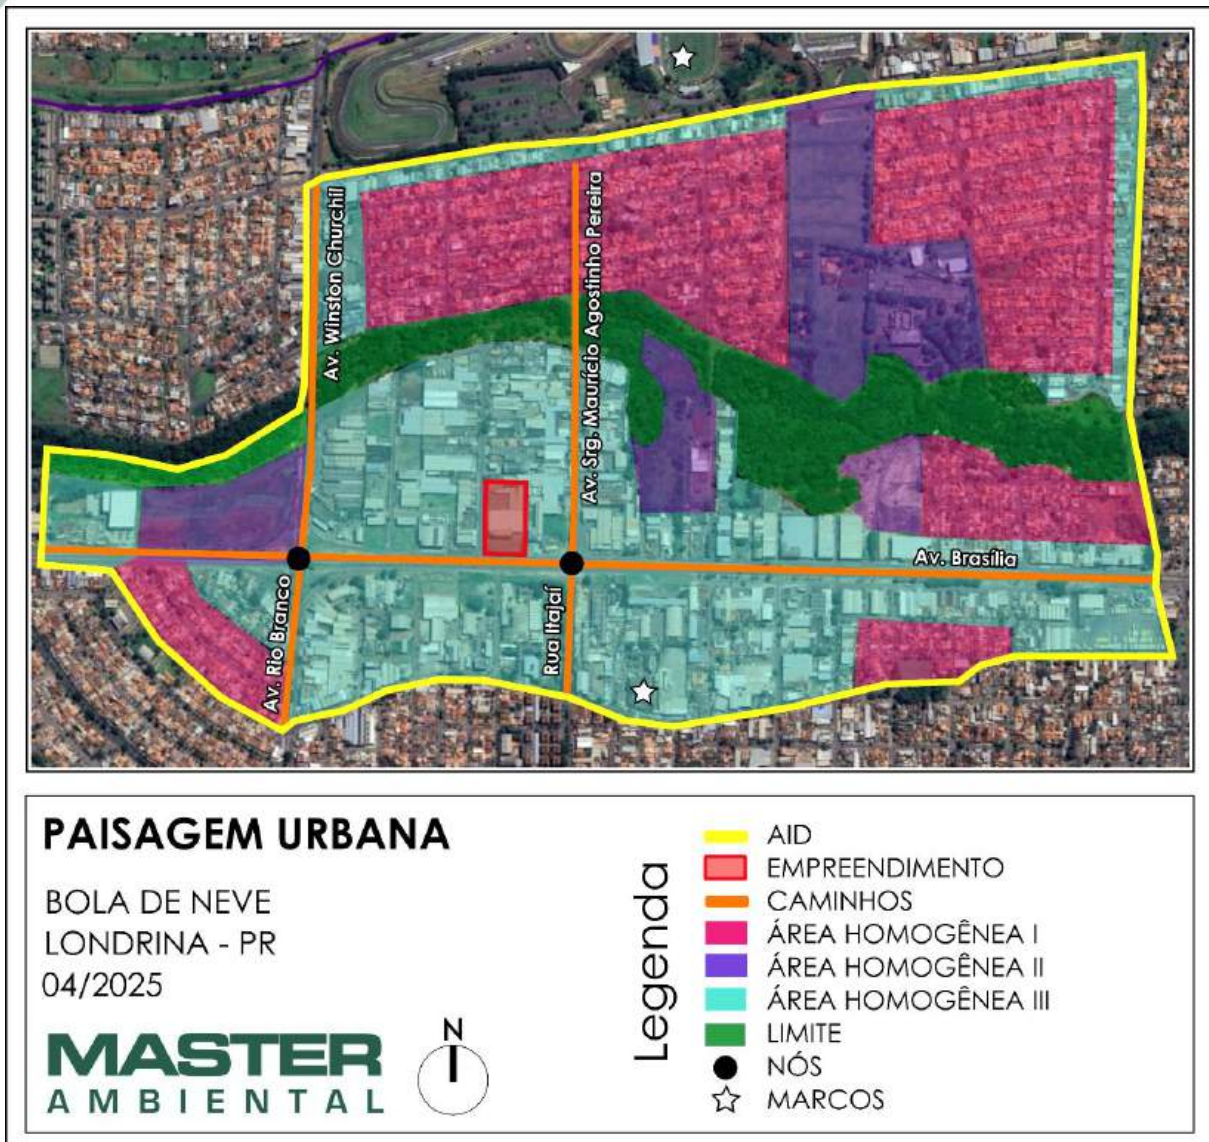 Av. Winston Churchil
Av. Srg. Maurício Agostinho Pereira
Av. Brasília
Av. Rio Branco
Rua Itajaí
PAISAGEM URBANA
BOLA DE NEVE
LONDRINA - PR
04/2025
MASTER
AMBIENTAL
N
Legenda
AID
EMPREENDIMENTO
CAMINHOS
ÁREA HOMOGÊNEA I
ÁREA HOMOGÊNEA II
ÁREA HOMOGÊNEA III
LIMITE
NÓS
MARCOS